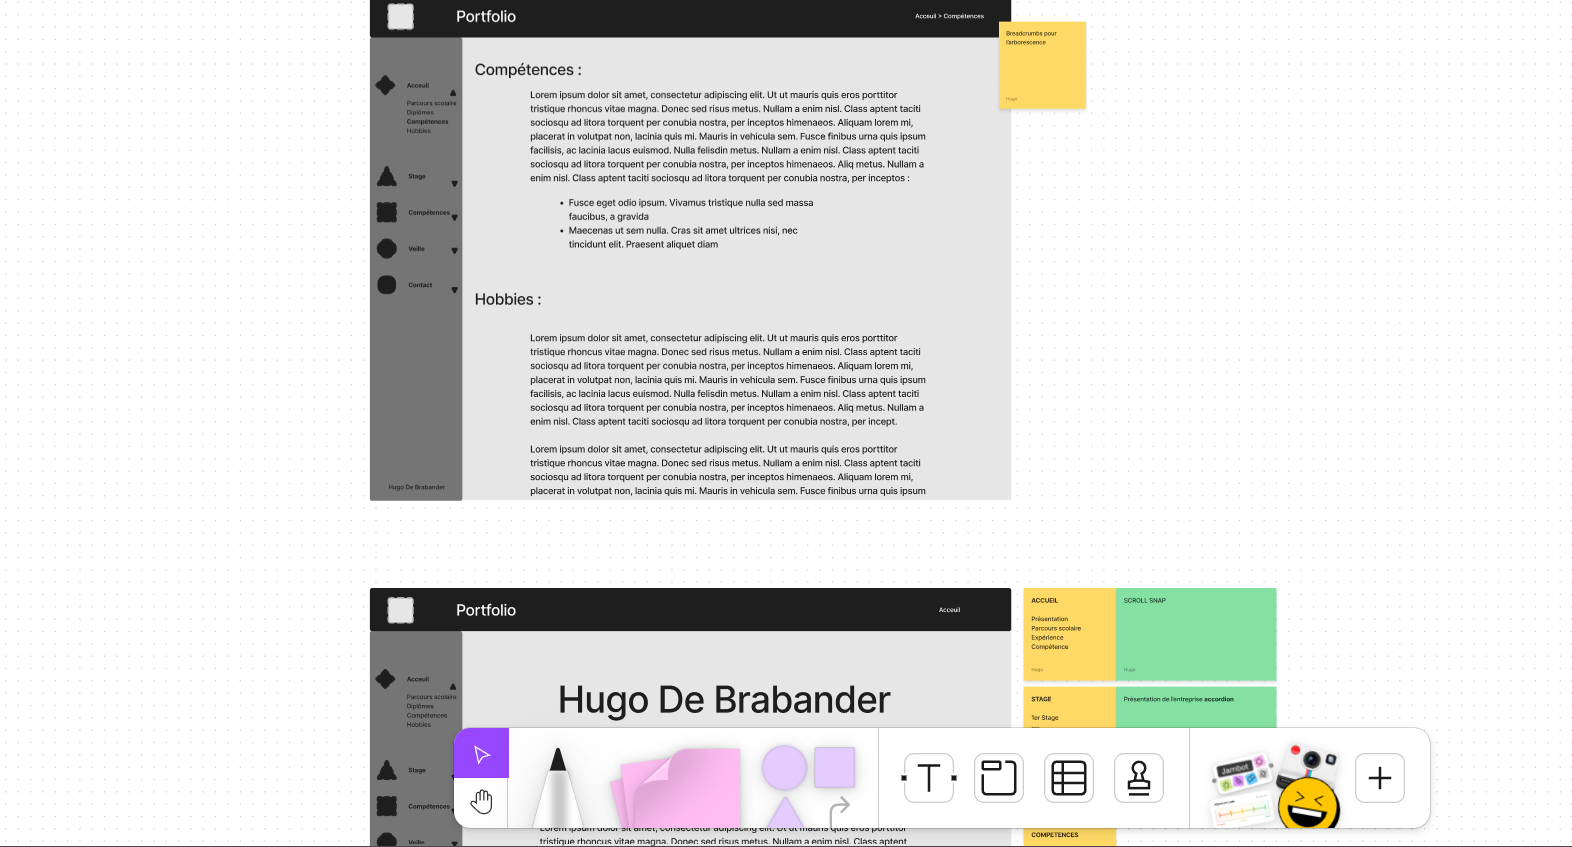 Portfolio
Accsuil > Compétences
Breadcrumbs pour
l'arborescence
Hugo
Compétences :
Lorem ipsum dolor sit amet, consectetur adipiscing elit. Ut ut mauris quis eros porttitor
tristique rhoncus vitae magna. Donec sed risus metus. Nullam a enim nisl. Class aptent taciti
sociosqu ad litora torquent per conubia nostra, per inceptos himenaeos. Aliquam lorem mi,
placerat in volutpat non, lacinia quis mi. Mauris in vehicula sem. Fusce finibus urna quis ipsum
facilisis, ac lacinia lacus euismod. Nulla felisdin metus. Nullam a enim nisl. Class aptent taciti
sociosqu ad litora torquent per conubia nostra, per inceptos himenaeos. Aliq metus. Nullam a
enim nisl. Class aptent taciti sociosqu ad litora torquent per conubia nostra, per inceptos :
• Fusce eget odio ipsum. Vivamus tristique nulla sed massa
faucibus, a gravida
• Maecenas ut sem nulla. Cras sit amet ultrices nisi, nec
tincidunt elit. Praesent aliquet diam
Hobbies :
Lorem ipsum dolor sit amet, consectetur adipiscing elit. Ut ut mauris quis eros porttitor
tristique rhoncus vitae magna. Donec sed risus metus. Nullam a enim nisl. Class aptent taciti
sociosqu ad litora torquent per conubia nostra, per inceptos himenaeos. Aliquam lorem mi,
placerat in volutpat non, lacinia quis mi. Mauris in vehicula sem. Fusce finibus urna quis ipsum
facilisis, ac lacinia lacus euismod. Nulla felisdin metus. Nullam a enim nisl. Class aptent taciti
sociosqu ad litora torquent per conubia nostra, per inceptos himenaeos. Aliq metus. Nullam a
enim nisl. Class aptent taciti sociosqu ad litora torquent per conubia nostra, per incept.
Lorem ipsum dolor sit amet, consectetur adipiscing elit. Ut ut mauris quis eros porttitor
tristique rhoncus vitae magna. Donec sed risus metus. Nullam a enim nisl. Class aptent taciti
sociosqu ad litora torquent per conubia nostra, per inceptos himenaeos. Aliquam lorem mi,
placerat in volutpat non, lacinia quis mi. Mauris in vehicula sem. Fusce finibus urna quis ipsum
Acceuil
Parcours scolaire
Diplômes
Compétences
Hobbies
Stage
Compétences
Veille
Contact
Hugo De Brabander
Portfolio
Acceuil
Acceuil
Parcours scolaire
Diplômes
Compétences
Hobbies
Stage
Compétences
Veille
Hugo De Brabander
Lorem ipsum dolor sit amet, consectetur adipiscing elit. Ut ut mauris quis eros porttitor
tristique rhoncus vitae magna. Donec sed risus metus. Nullam a enim nisl. Class aptent
ACCUEIL
Présentation
Parcours scolaire
Expérience
Compétence
Hugo
SCROLL SNAP
Hugo
STAGE
1er Stage
Présentation de l'entreprise accordion
COMPETENCES
T
Jambot